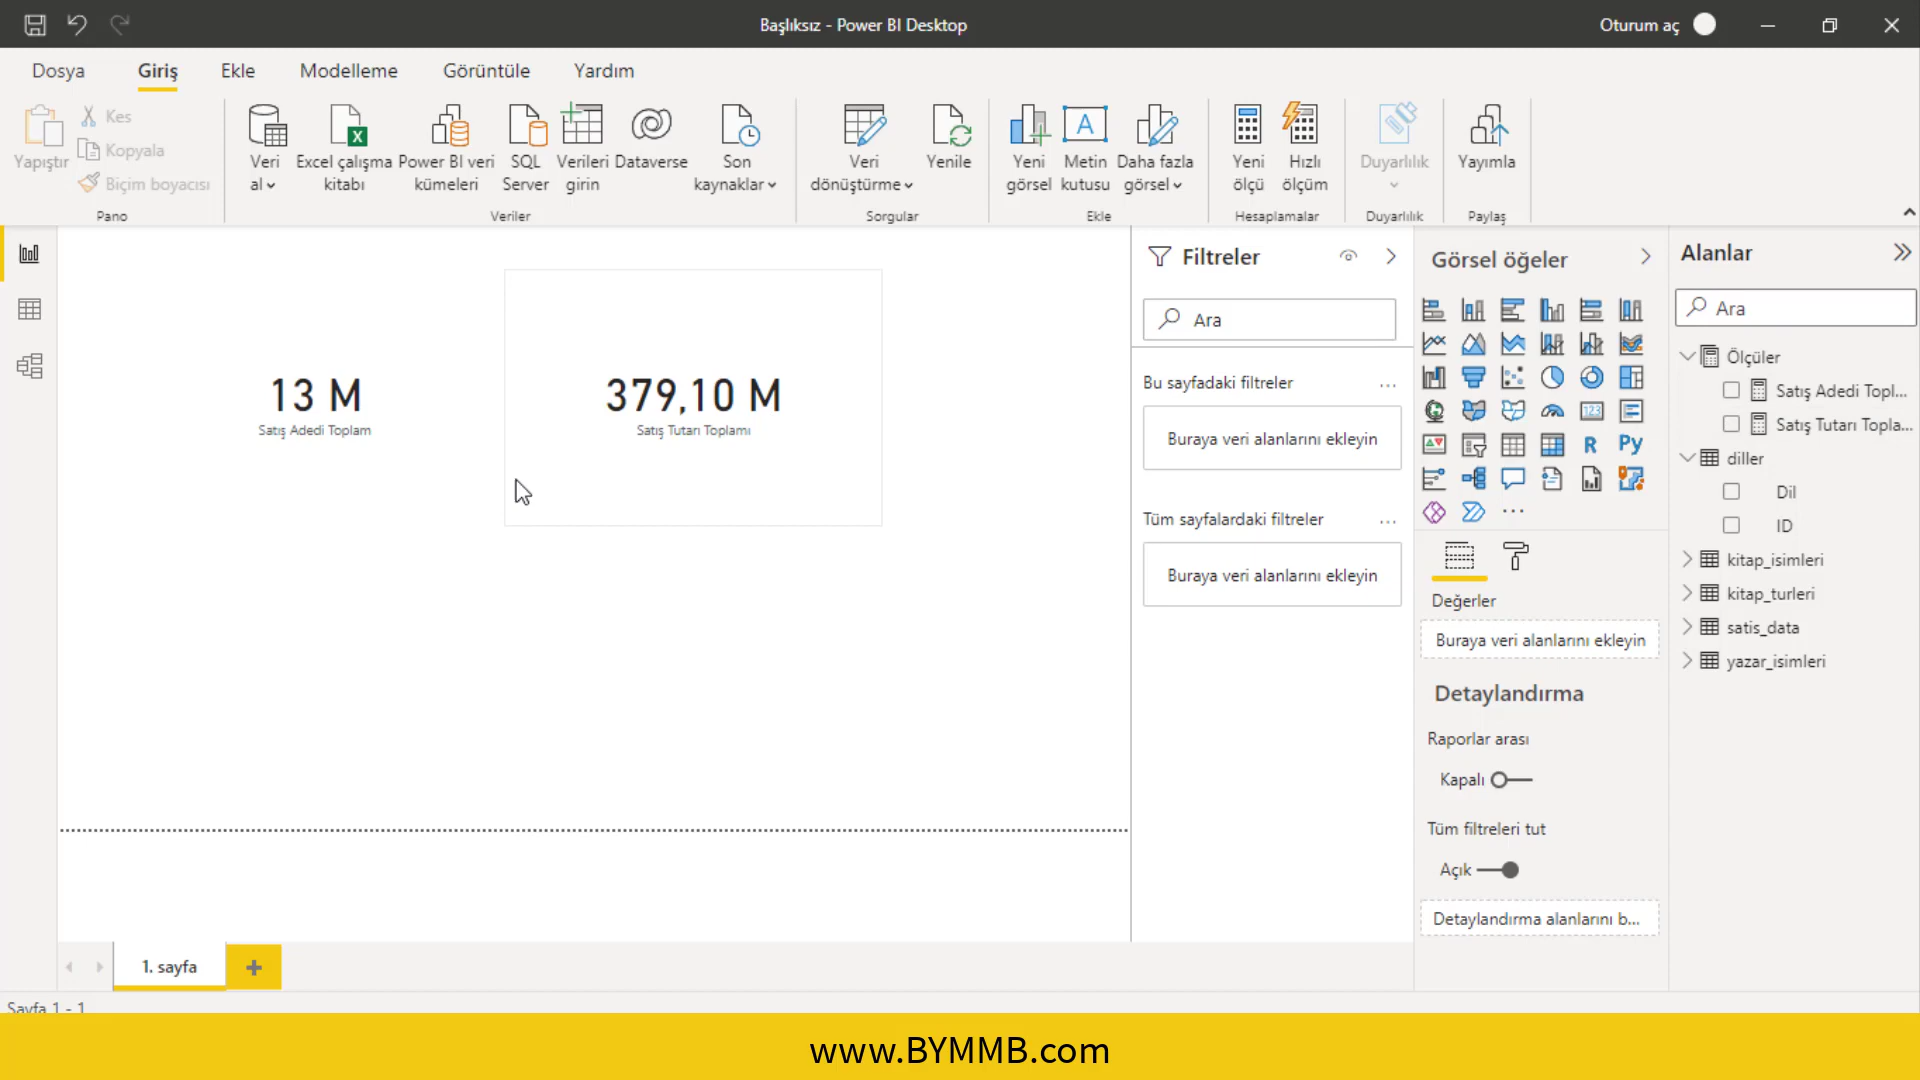 Başlıksız - Power BI Desktop
Oturum aç
Dosya
Giriş
Ekle
Modelleme
Görüntüle
Yardım
Yapıştır
Kes
Kopyala
Biçim boyacısı
Pano
Veri
al
Excel çalışma
kitabı
Power BI veri
kümeleri
SQL
Server
Verileri
girin
Dataverse
Son
kaynaklar
Veriler
Veri
dönüştürme
Yenile
Sorgular
Yeni
görsel
Metin
kutusu
Daha fazla
görsel
Ekle
Yeni
ölçü
Hızlı
ölçüm
Hesaplamalar
Duyarlılık
Duyarlılık
Yayımla
Paylaş
13 M
Satış Adedi Toplam
379,10 M
Satış Tutarı Toplamı
Filtreler
Ara
Bu sayfadaki filtreler
...
Buraya veri alanlarını ekleyin
Tüm sayfalardaki filtreler
...
Buraya veri alanlarını ekleyin
Görsel öğeler
123
R
Py
...
Değerler
Buraya veri alanlarını ekleyin
Detaylandırma
Raporlar arası
Kapalı
Tüm filtreleri tut
Açık
Detaylandırma alanlarını b...
Alanlar
Ara
Ölçüler
Satış Adedi Topl...
Satış Tutarı Topla...
diller
Dil
ID
kitap_isimleri
kitap_turleri
satis_data
yazar_isimleri
1. sayfa
Sayfa 1 - 1
www.BYMMB.com